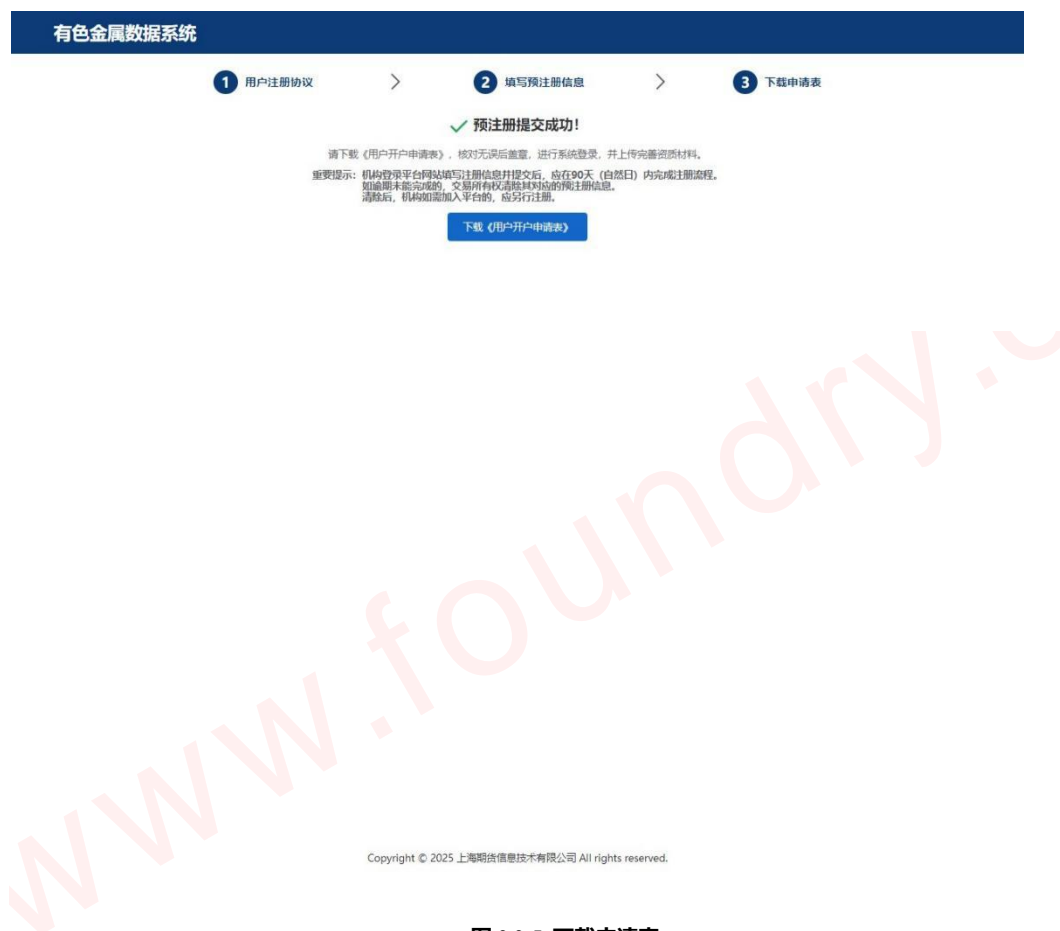 有色金属数据系统
1 用户注册协议 > 2 填写预注册信息 > 3 下载申请表
预注册提交成功！
请下载《用户开户申请表》，核对无误后盖章，进行系统登录，并上传完善资质材料。
重要提示：机构登录平台网站填写注册信息并提交后，应在90天（自然日）内完成注册流程。
如逾期未能完成的，交易所有权清除其对应的预注册信息。
清除后，机构如需加入平台的，应另行注册。
下载《用户开户申请表》
www.foundry.c
Copyright © 2025 上海期货信息技术有限公司 All rights reserved.